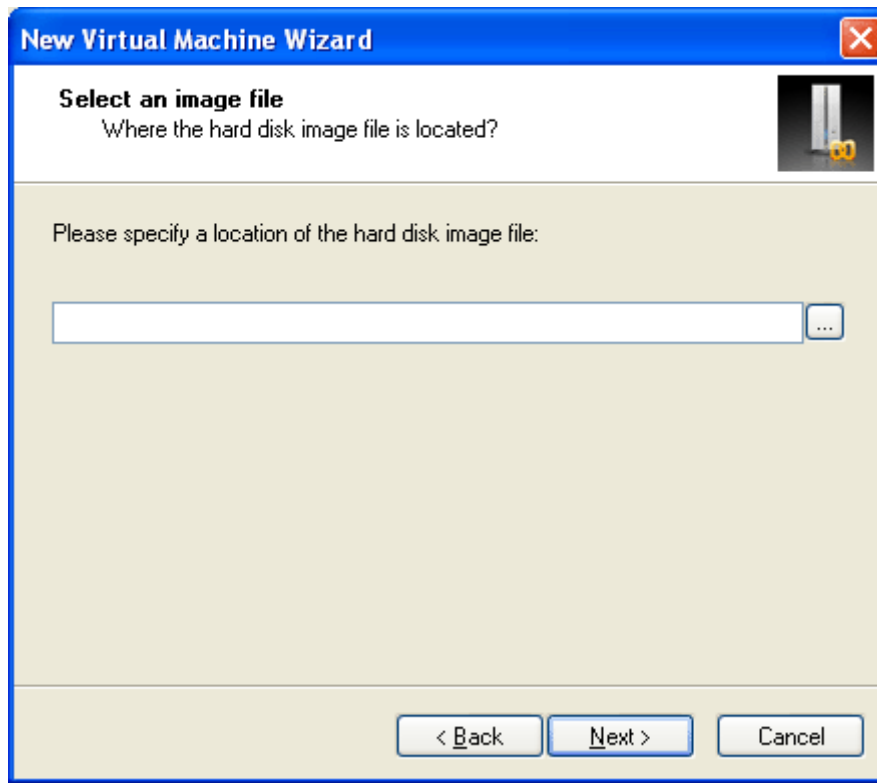 New Virtual Machine Wizard
Select an image file
Where the hard disk image file is located?
Please specify a location of the hard disk image file:
...
< Back
Next >
Cancel